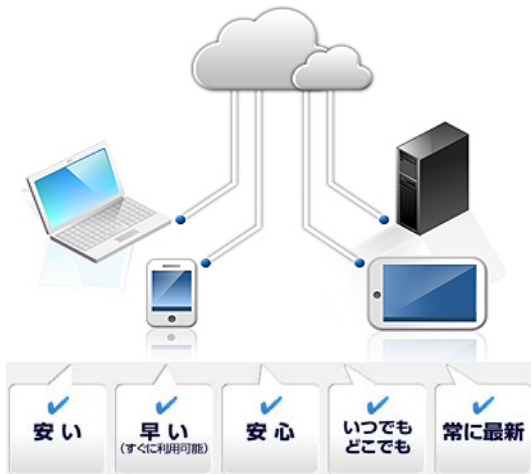 安い
早い
(すぐに利用可能)
安心
いつでも
どこでも
常に最新